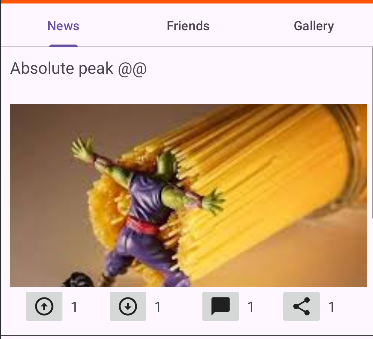 News Friends Gallery
Absolute peak @@
1 1 1 1